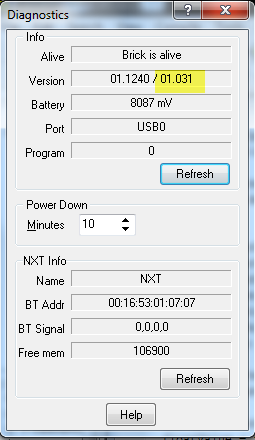 Diagnostics
Info
Alive Brick is alive
Version 01.1240 / 01.031
Battery 8087 mV
Port USB0
Program 0
Refresh
Power Down
Minutes 10
NXT Info
Name NXT
BT Addr 00:16:53:01:07:07
BT Signal 0,0,0,0
Free mem 106900
Refresh
Help